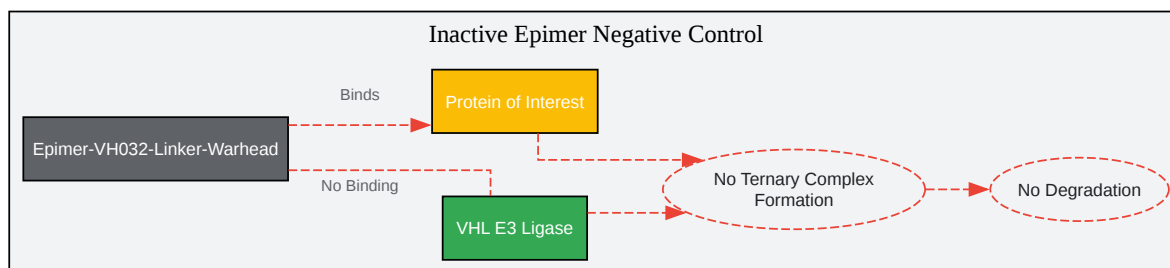 Inactive Epimer Negative Control
Binds
Protein of Interest
Epimer-VH032-Linker-Warhead
No Binding
VHL E3 Ligase
No Ternary Complex
Formation
No Degradation